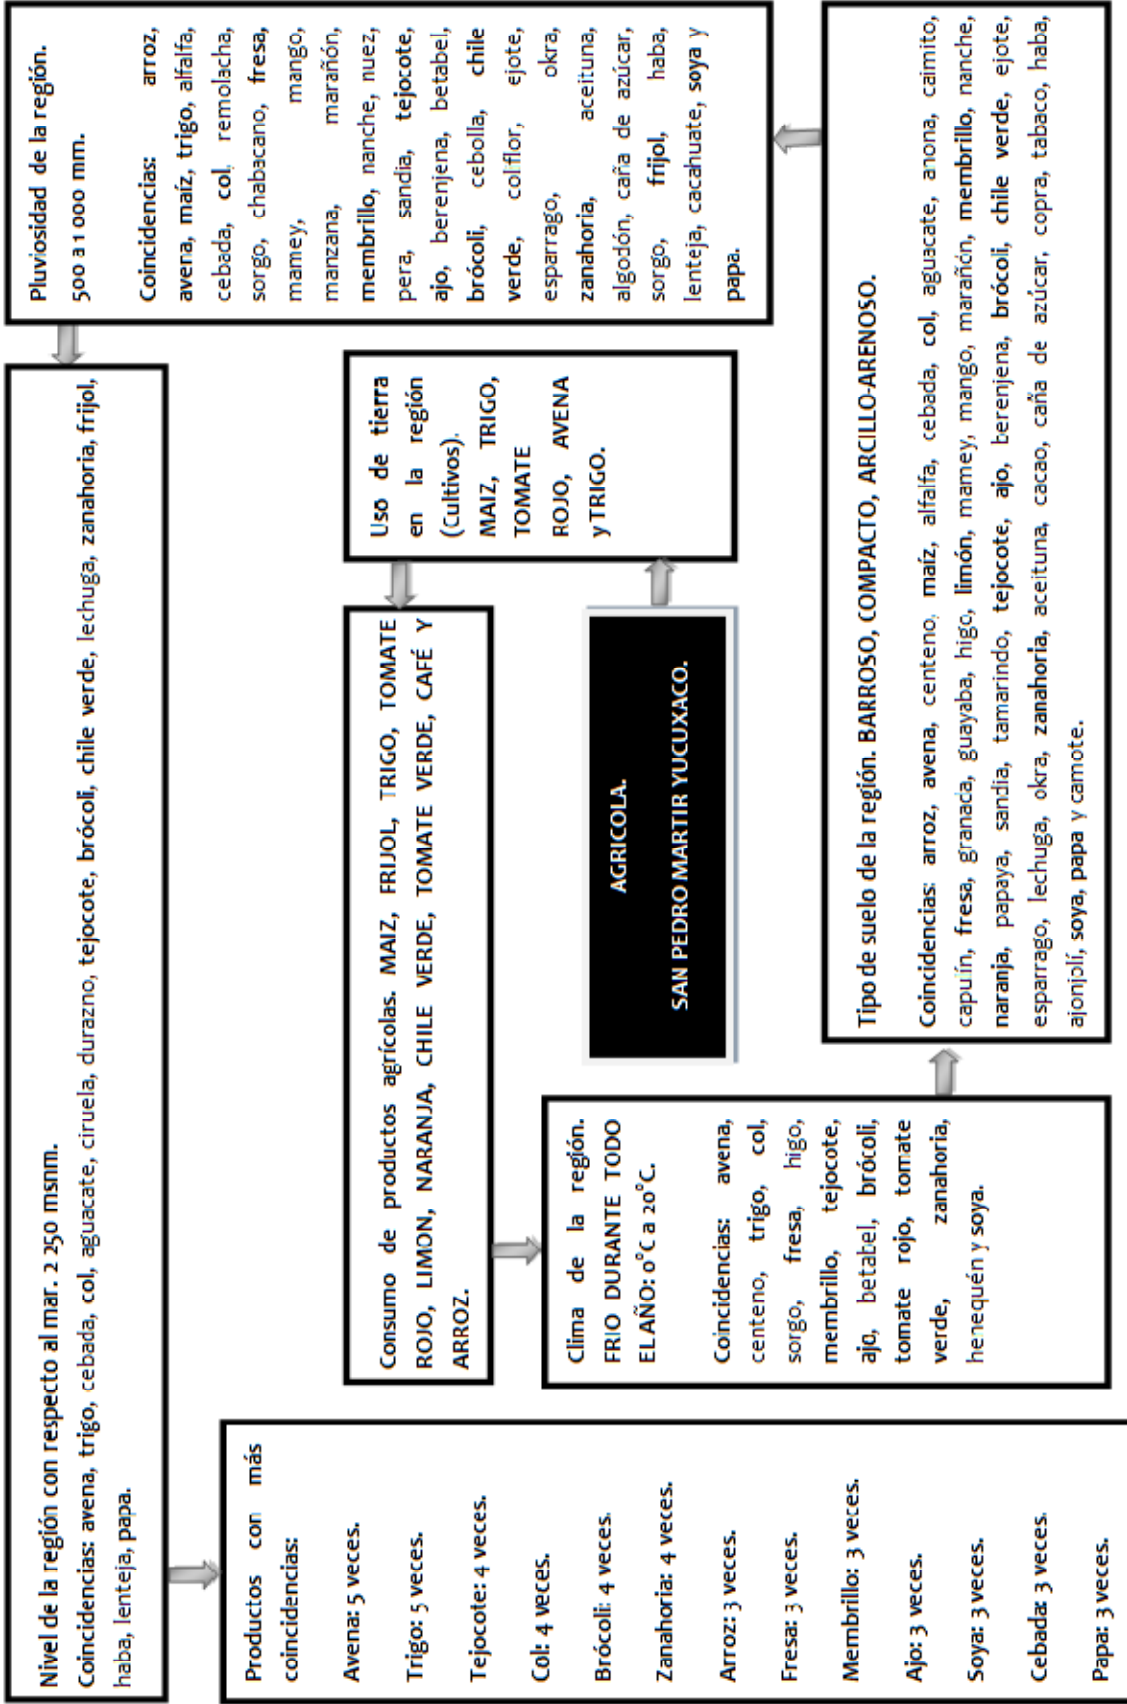 Nivel de la región con respecto al mar. 2 250 msnm.
Coincidencias: avena, trigo, cebada, col, aguacate, ciruela, durazno, tejocote, brócoli, chile verde, lechuga, zanahoria, frijol,
haba, lenteja, papa.
Pluviosidad de la región.
500 a 1 000 mm.
Coincidencias: arroz,
avena, maíz, trigo, alfalfa,
cebada, col, remolacha,
sorgo, chabacano, fresa,
mamey, mango,
manzana, marañón,
membrillo, nanche, nuez,
pera, sandia, tejocote,
ajo, berenjena, betabel,
brócoli, cebolla, chile
verde, coliflor, ejote,
esparrago, okra,
zanahoria, aceituna,
algodón, caña de azúcar,
sorgo, frijol, haba,
lenteja, cacahuate, soya y
papa.
Productos con más
coincidencias:
Avena: 5 veces.
Trigo: 5 veces.
Tejocote: 4 veces.
Col: 4 veces.
Brócoli: 4 veces.
Zanahoria: 4 veces.
Arroz: 3 veces.
Fresa: 3 veces.
Membrillo: 3 veces.
Ajo: 3 veces.
Soya: 3 veces.
Cebada: 3 veces.
Papa: 3 veces.
Consumo de productos agrícolas. MAIZ, FRIJOL, TRIGO, TOMATE
ROJO, LIMON, NARANJA, CHILE VERDE, TOMATE VERDE, CAFÉ Y
ARROZ.
Uso de tierra
en la región
(Cultivos).
MAIZ, TRIGO,
TOMATE
ROJO, AVENA
y TRIGO.
AGRICOLA.
SAN PEDRO MARTIR YUCUXACO.
Clima de la región.
FRIO DURANTE TODO
EL AÑO: 0°C a 20°C.
Coincidencias: avena,
centeno, trigo, col,
sorgo, fresa, higo,
membrillo, tejocote,
ajo, betabel, brócoli,
tomate rojo, tomate
verde, zanahoria,
henequén y soya.
Tipo de suelo de la región. BARROSO, COMPACTO, ARCILLO-ARENOSO.
Coincidencias: arroz, avena, centeno, maíz, alfalfa, cebada, col, aguacate, anona, caimito,
capulín, fresa, granada, guayaba, higo, limón, mamey, mango, marañón, membrillo, nanche,
naranja, papaya, sandia, tamarindo, tejocote, ajo, berenjena, brócoli, chile verde, ejote,
esparrago, lechuga, okra, zanahoria, aceituna, cacao, caña de azúcar, copra, tabaco, haba,
ajonjolí, soya, papa y camote.